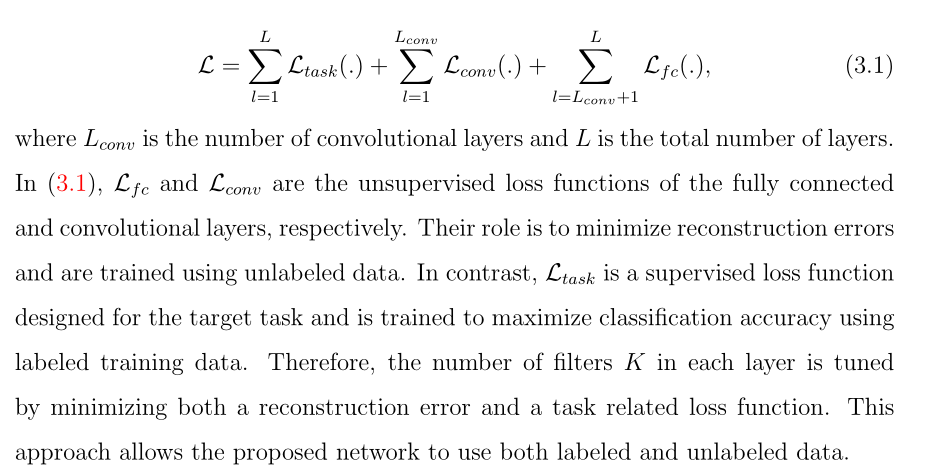 $\mathcal{L} = \sum_{l=1}^{L} \mathcal{L}_{task}(.) + \sum_{l=1}^{L_{conv}} \mathcal{L}_{conv}(.) + \sum_{l=L_{conv}+1}^{L} \mathcal{L}_{fc}(.),$ (3.1)
where $L_{conv}$ is the number of convolutional layers and $L$ is the total number of layers.
In (3.1), $\mathcal{L}_{fc}$ and $\mathcal{L}_{conv}$ are the unsupervised loss functions of the fully connected
and convolutional layers, respectively. Their role is to minimize reconstruction errors
and are trained using unlabeled data. In contrast, $\mathcal{L}_{task}$ is a supervised loss function
designed for the target task and is trained to maximize classification accuracy using
labeled training data. Therefore, the number of filters $K$ in each layer is tuned
by minimizing both a reconstruction error and a task related loss function. This
approach allows the proposed network to use both labeled and unlabeled data.